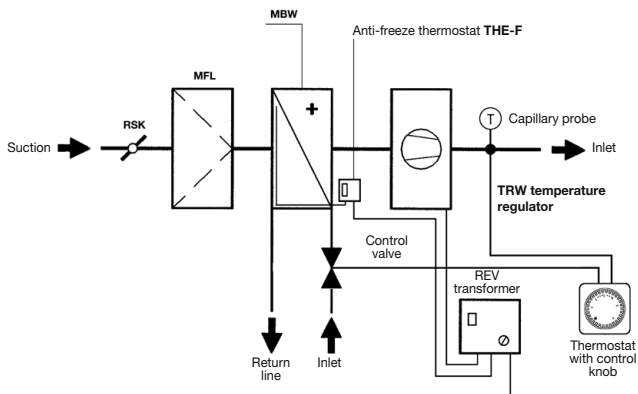 MBW
Anti-freeze thermostat THE-F
MFL
+
RSK
T
Capillary probe
Suction
Inlet
TRW temperature
regulator
Control
valve
REV
transformer
Return
line
Inlet
Thermostat
with control
knob